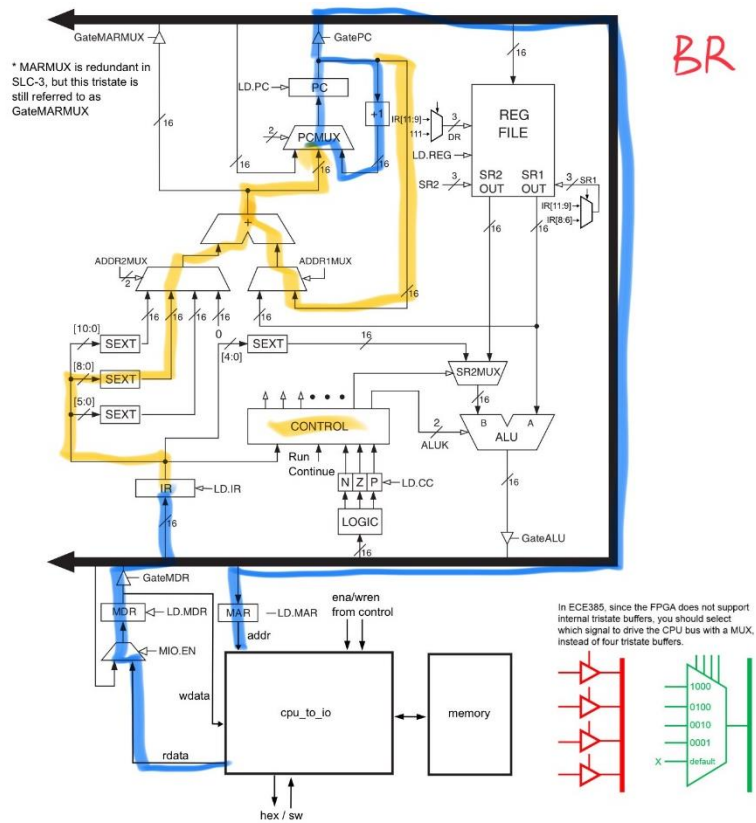 GateMARMUX
GatePC
16
BR
* MARMUX is redundant in
SLC-3, but this tristate is
still referred to as
GateMARMUX
LD.PC
PC
+1
2
PCMUX
16
16
16
16
IR[11:9]
111
3
DR
LD.REG
SR2
3
REG
FILE
SR2
OUT
SR1
OUT
3
SR1
IR[11:9]
IR[8:6]
16
16
+
ADDR2MUX
2
ADDR1MUX
16
16
16
16
0
16
16
[10:0]
SEXT
[8:0]
SEXT
[5:0]
SEXT
[4:0]
SEXT
16
SR2MUX
16
CONTROL
2
ALUK
B
A
ALU
Run
Continue
IR
LD.IR
N Z P
LD.CC
16
LOGIC
16
16
GateALU
GateMDR
MDR
LD.MDR
MAR
LD.MAR
MIO.EN
addr
ena/wren
from control
wdata
cpu_to_io
memory
rdata
hex / sw
In ECE385, since the FPGA does not support
internal tristate buffers, you should select
which signal to drive the CPU bus with a MUX,
instead of four tristate buffers.
1000
0100
0010
0001
X
default